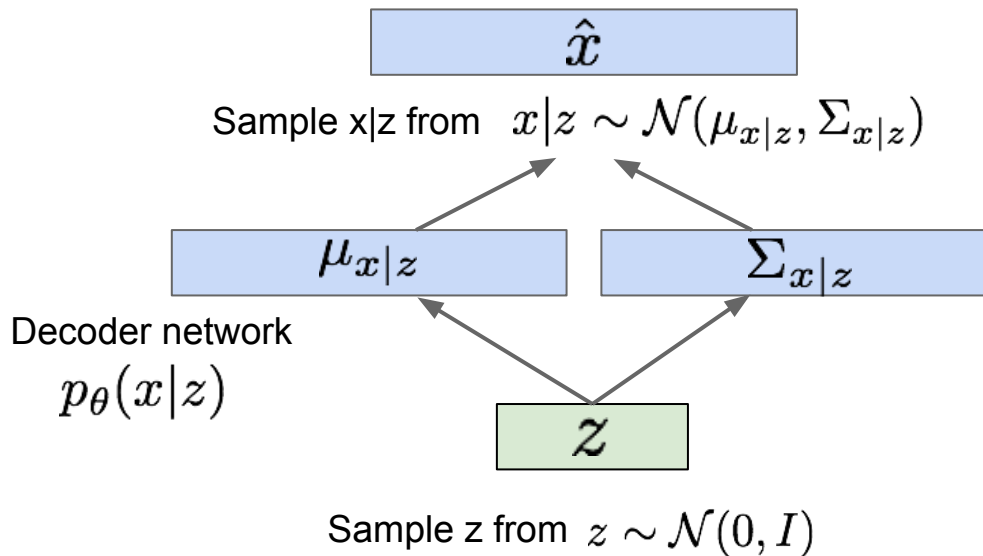 x̂
Sample x|z from x|z ∼ 𝒩(μ_{x|z}, Σ_{x|z})
μ_{x|z} Σ_{x|z}
Decoder network
p_θ(x|z)
z
Sample z from z ∼ 𝒩(0, I)